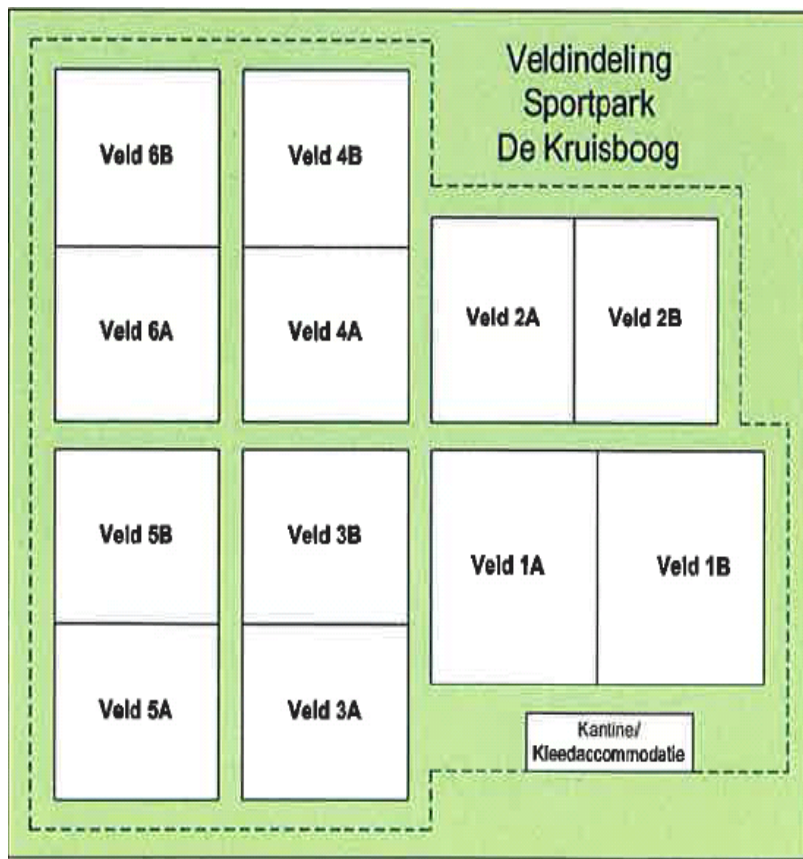 Veldindeling
Sportpark
De Kruisboog
Veld 6B
Veld 4B
Veld 6A
Veld 4A
Veld 2A
Veld 2B
Veld 5B
Veld 3B
Veld 1A
Veld 1B
Veld 5A
Veld 3A
Kantine/
Kleedaccommodatie